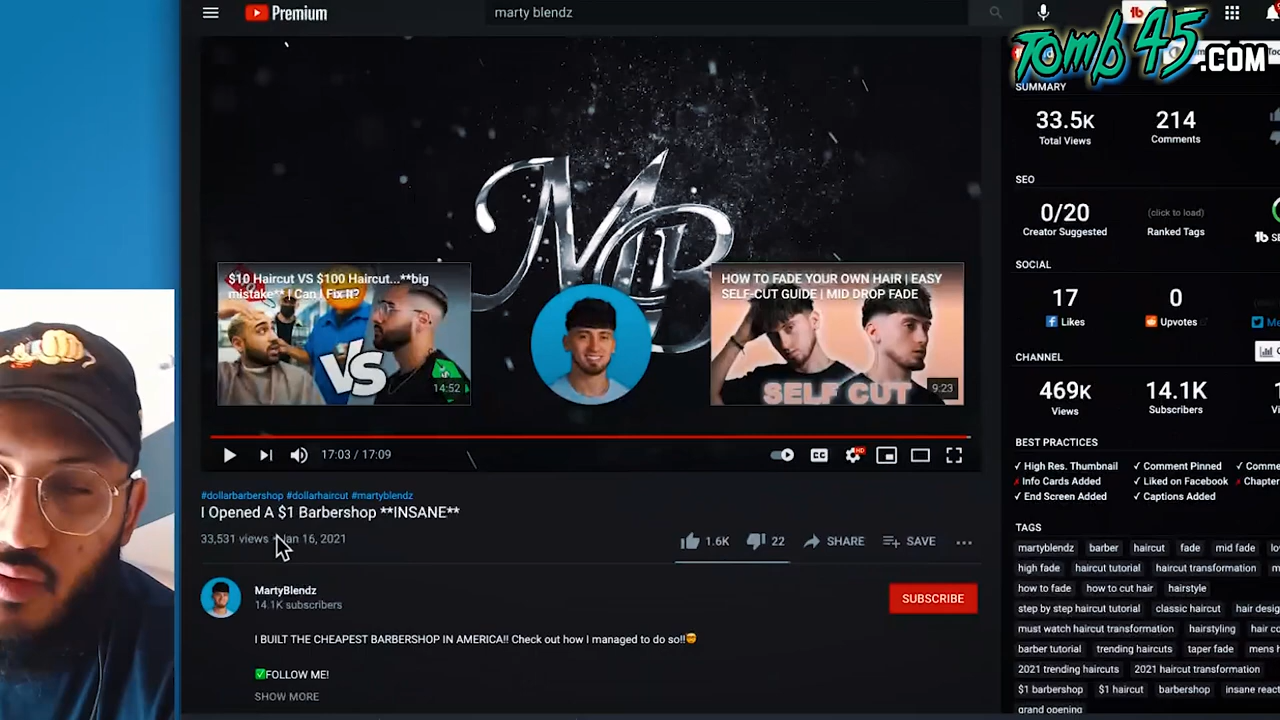 Premium
marty blendz
Tomb 45
.COM
SUMMARY
33.5K
214
Total Views
Comments
SEO
0/20
(click to load)
Creator Suggested
Ranked Tags
SOCIAL
17
0
Likes
Upvotes
CHANNEL
469K
14.1K
Views
Subscribers
BEST PRACTICES
✓ High Res. Thumbnail
✓ Comment Pinned
Info Cards Added
✓ Liked on Facebook
✓ End Screen Added
✓ Captions Added
TAGS
martyblendz barber haircut fade mid fade
high fade haircut tutorial haircut transformation
how to fade how to cut hair hairstyle
step by step haircut tutorial classic haircut hair
must watch haircut transformation hairstyling
barber tutorial trending haircuts taper fade
2021 trending haircuts 2021 haircut transformation
$1 barbershop $1 haircut barbershop
grand opening
MB
$10 Haircut VS $100 Haircut...**big
mistake** | Can I Fix It?
VS
14:52
HOW TO FADE YOUR OWN HAIR | EASY
SELF-CUT GUIDE | MID DROP FADE
SELF CUT
9:23
17:03 / 17:09
CC
HD
#dollarbarbershop #dollarhaircut #martyblendz
I Opened A $1 Barbershop **INSANE**
33,531 views • Jan 16, 2021
1.6K
22
SHARE
SAVE
MartyBlendz
14.1K subscribers
SUBSCRIBE
I BUILT THE CHEAPEST BARBERSHOP IN AMERICA!! Check out how I managed to do so!!🤯
✅FOLLOW ME!
SHOW MORE